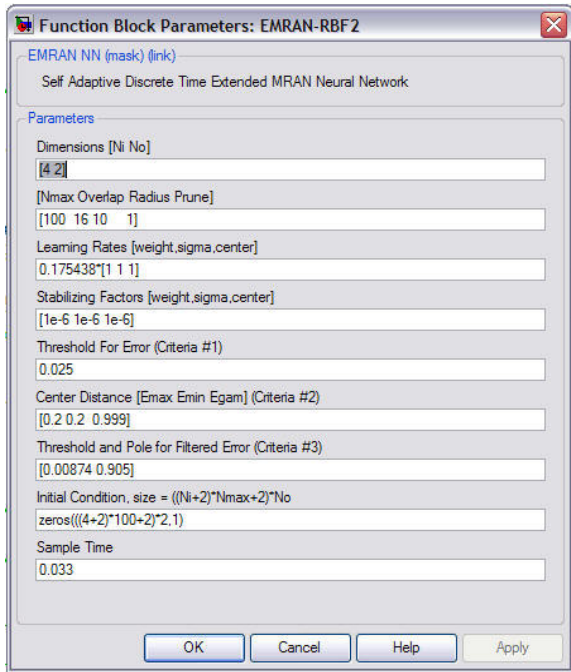 Function Block Parameters: EMRAN-RBF2
EMRAN NN (mask) (link)
Self Adaptive Discrete Time Extended MRAN Neural Network
Parameters
Dimensions [Ni No]
[4 2]
[Nmax Overlap Radius Prune]
[100 16 10 1]
Learning Rates [weight,sigma,center]
0.175438*[1 1 1]
Stabilizing Factors [weight,sigma,center]
[1e-6 1e-6 1e-6]
Threshold For Error (Criteria #1)
0.025
Center Distance [Emax Emin Egam] (Criteria #2)
[0.2 0.2 0.999]
Threshold and Pole for Filtered Error (Criteria #3)
[0.00874 0.905]
Initial Condition, size = ((Ni+2)*Nmax+2)*No
zeros(((4+2)*100+2)*2,1)
Sample Time
0.033
OK Cancel Help Apply